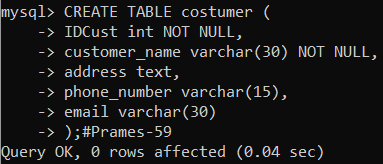 mysql> CREATE TABLE costumer (
    -> IDCust int NOT NULL,
    -> customer_name varchar(30) NOT NULL,
    -> address text,
    -> phone_number varchar(15),
    -> email varchar(30)
    -> );#Prames-59
Query OK, 0 rows affected (0.04 sec)